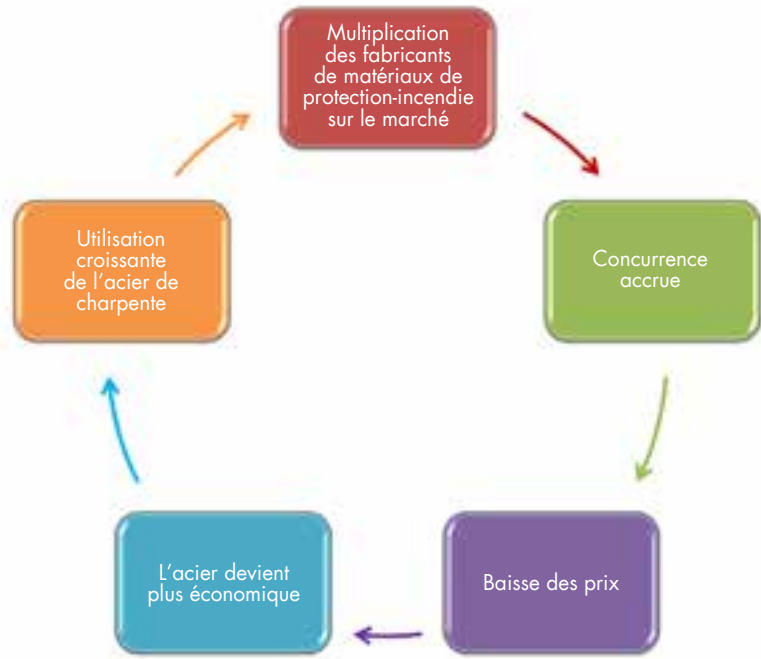 Multiplication
des fabricants
de matériaux de
protection-incendie
sur le marché
Concurrence
accrue
Baisse des prix
L'acier devient
plus économique
Utilisation
croissante
de l'acier de
charpente